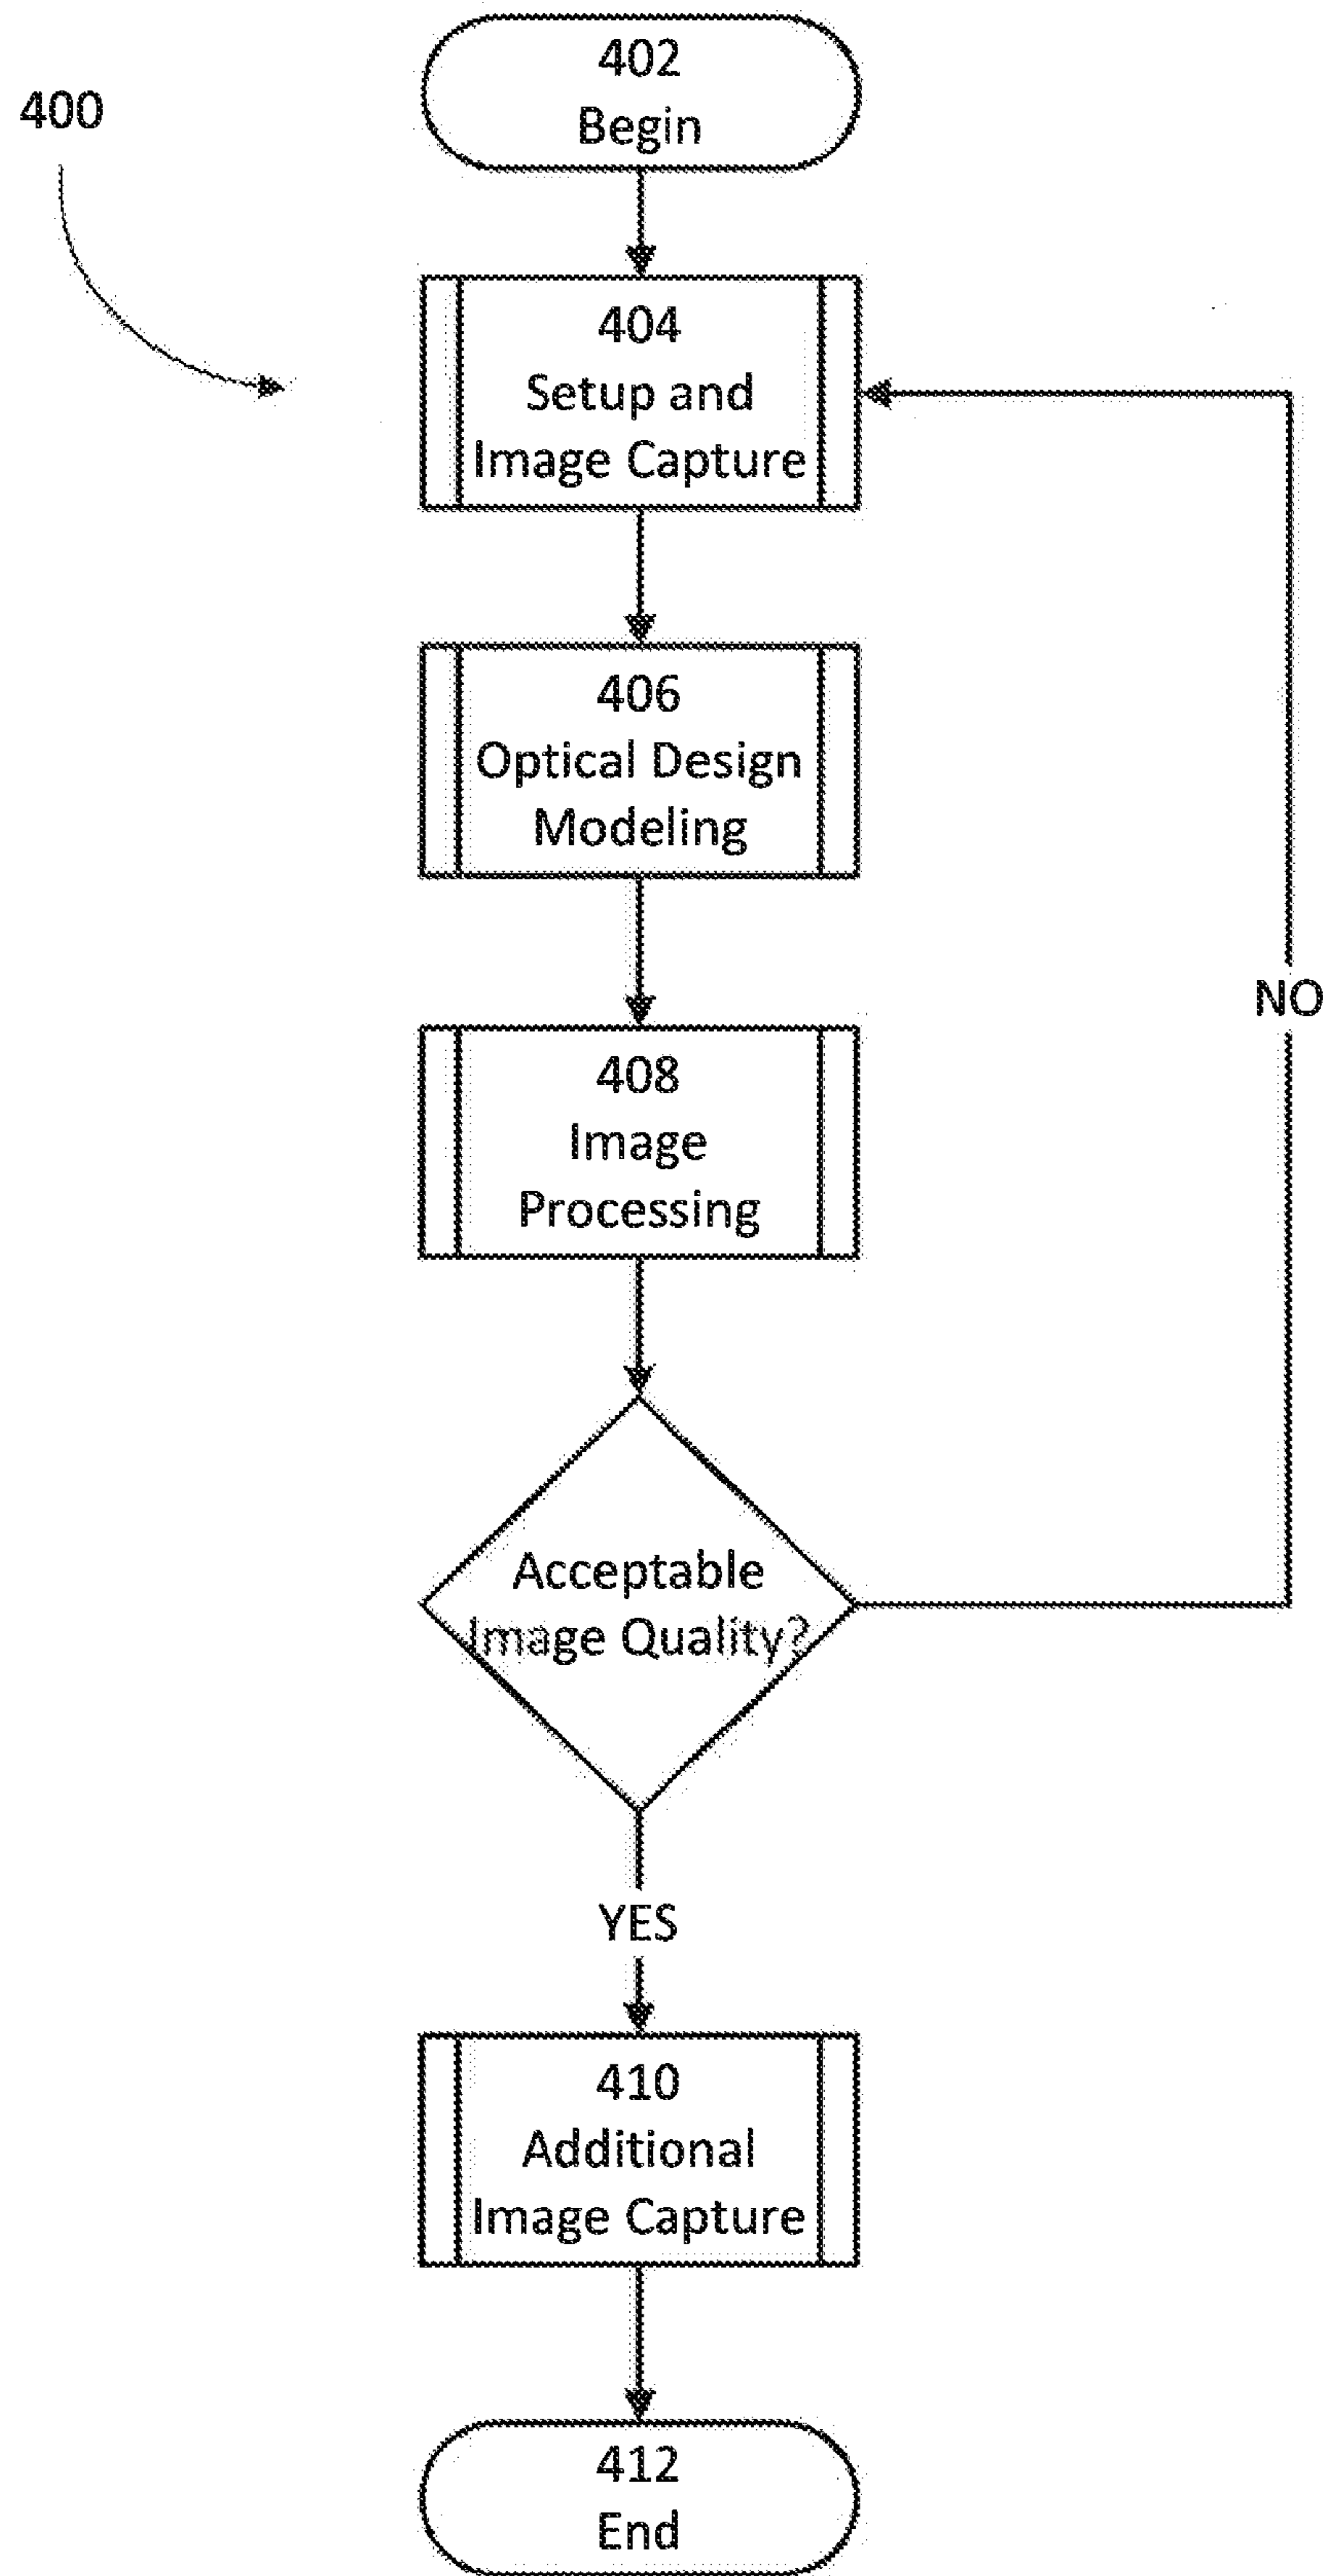 402
Begin
400
404
Setup and
Image Capture
406
Optical Design
Modeling
NO
408
Image
Processing
Acceptable
Image Quality?
YES
410
Additional
Image Capture
412
End